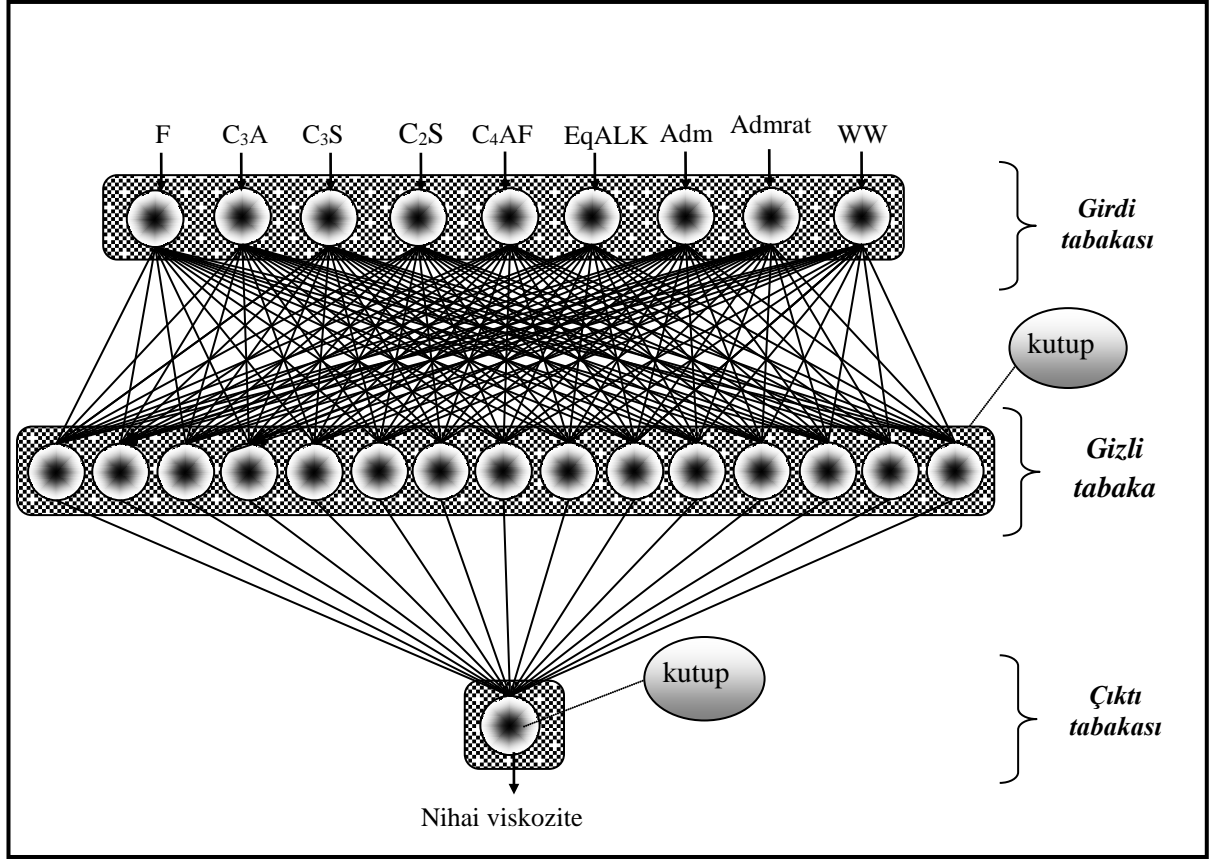 F C₃A C₃S C₂S C₄AF EqALK Adm Admrat WW
Girdi
tabakası
kutup
Gizli
tabaka
kutup
Çıktı
tabakası
Nihai viskozite